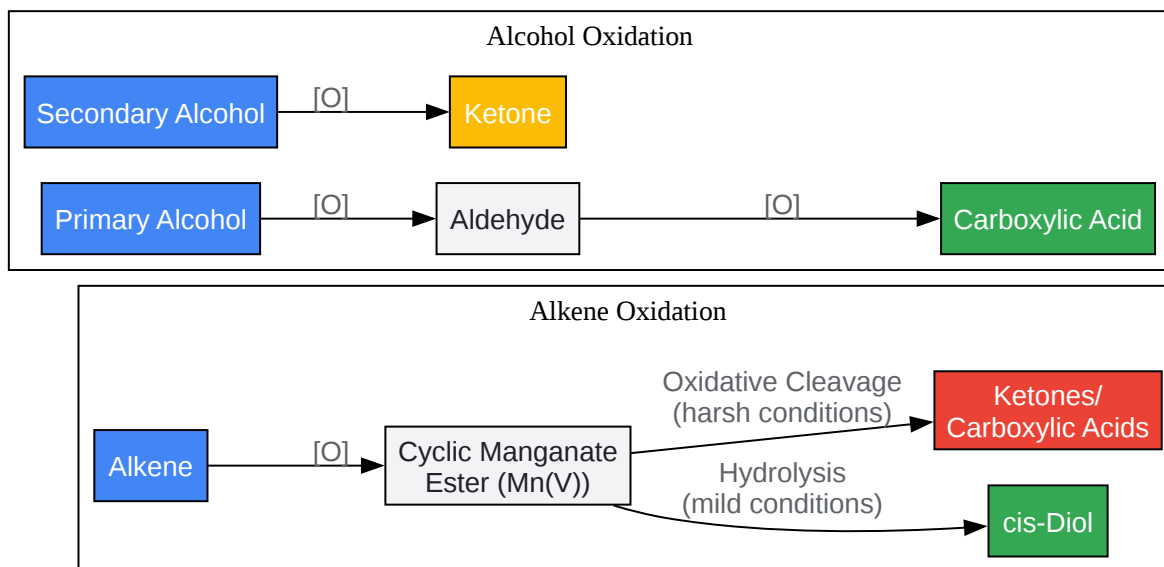 Alcohol Oxidation
Secondary Alcohol
[O]
Ketone
Primary Alcohol
[O]
Aldehyde
[O]
Carboxylic Acid
Alkene Oxidation
Alkene
[O]
Cyclic Manganate
Ester (Mn(V))
Oxidative Cleavage
(harsh conditions)
Ketones/
Carboxylic Acids
Hydrolysis
(mild conditions)
cis-Diol